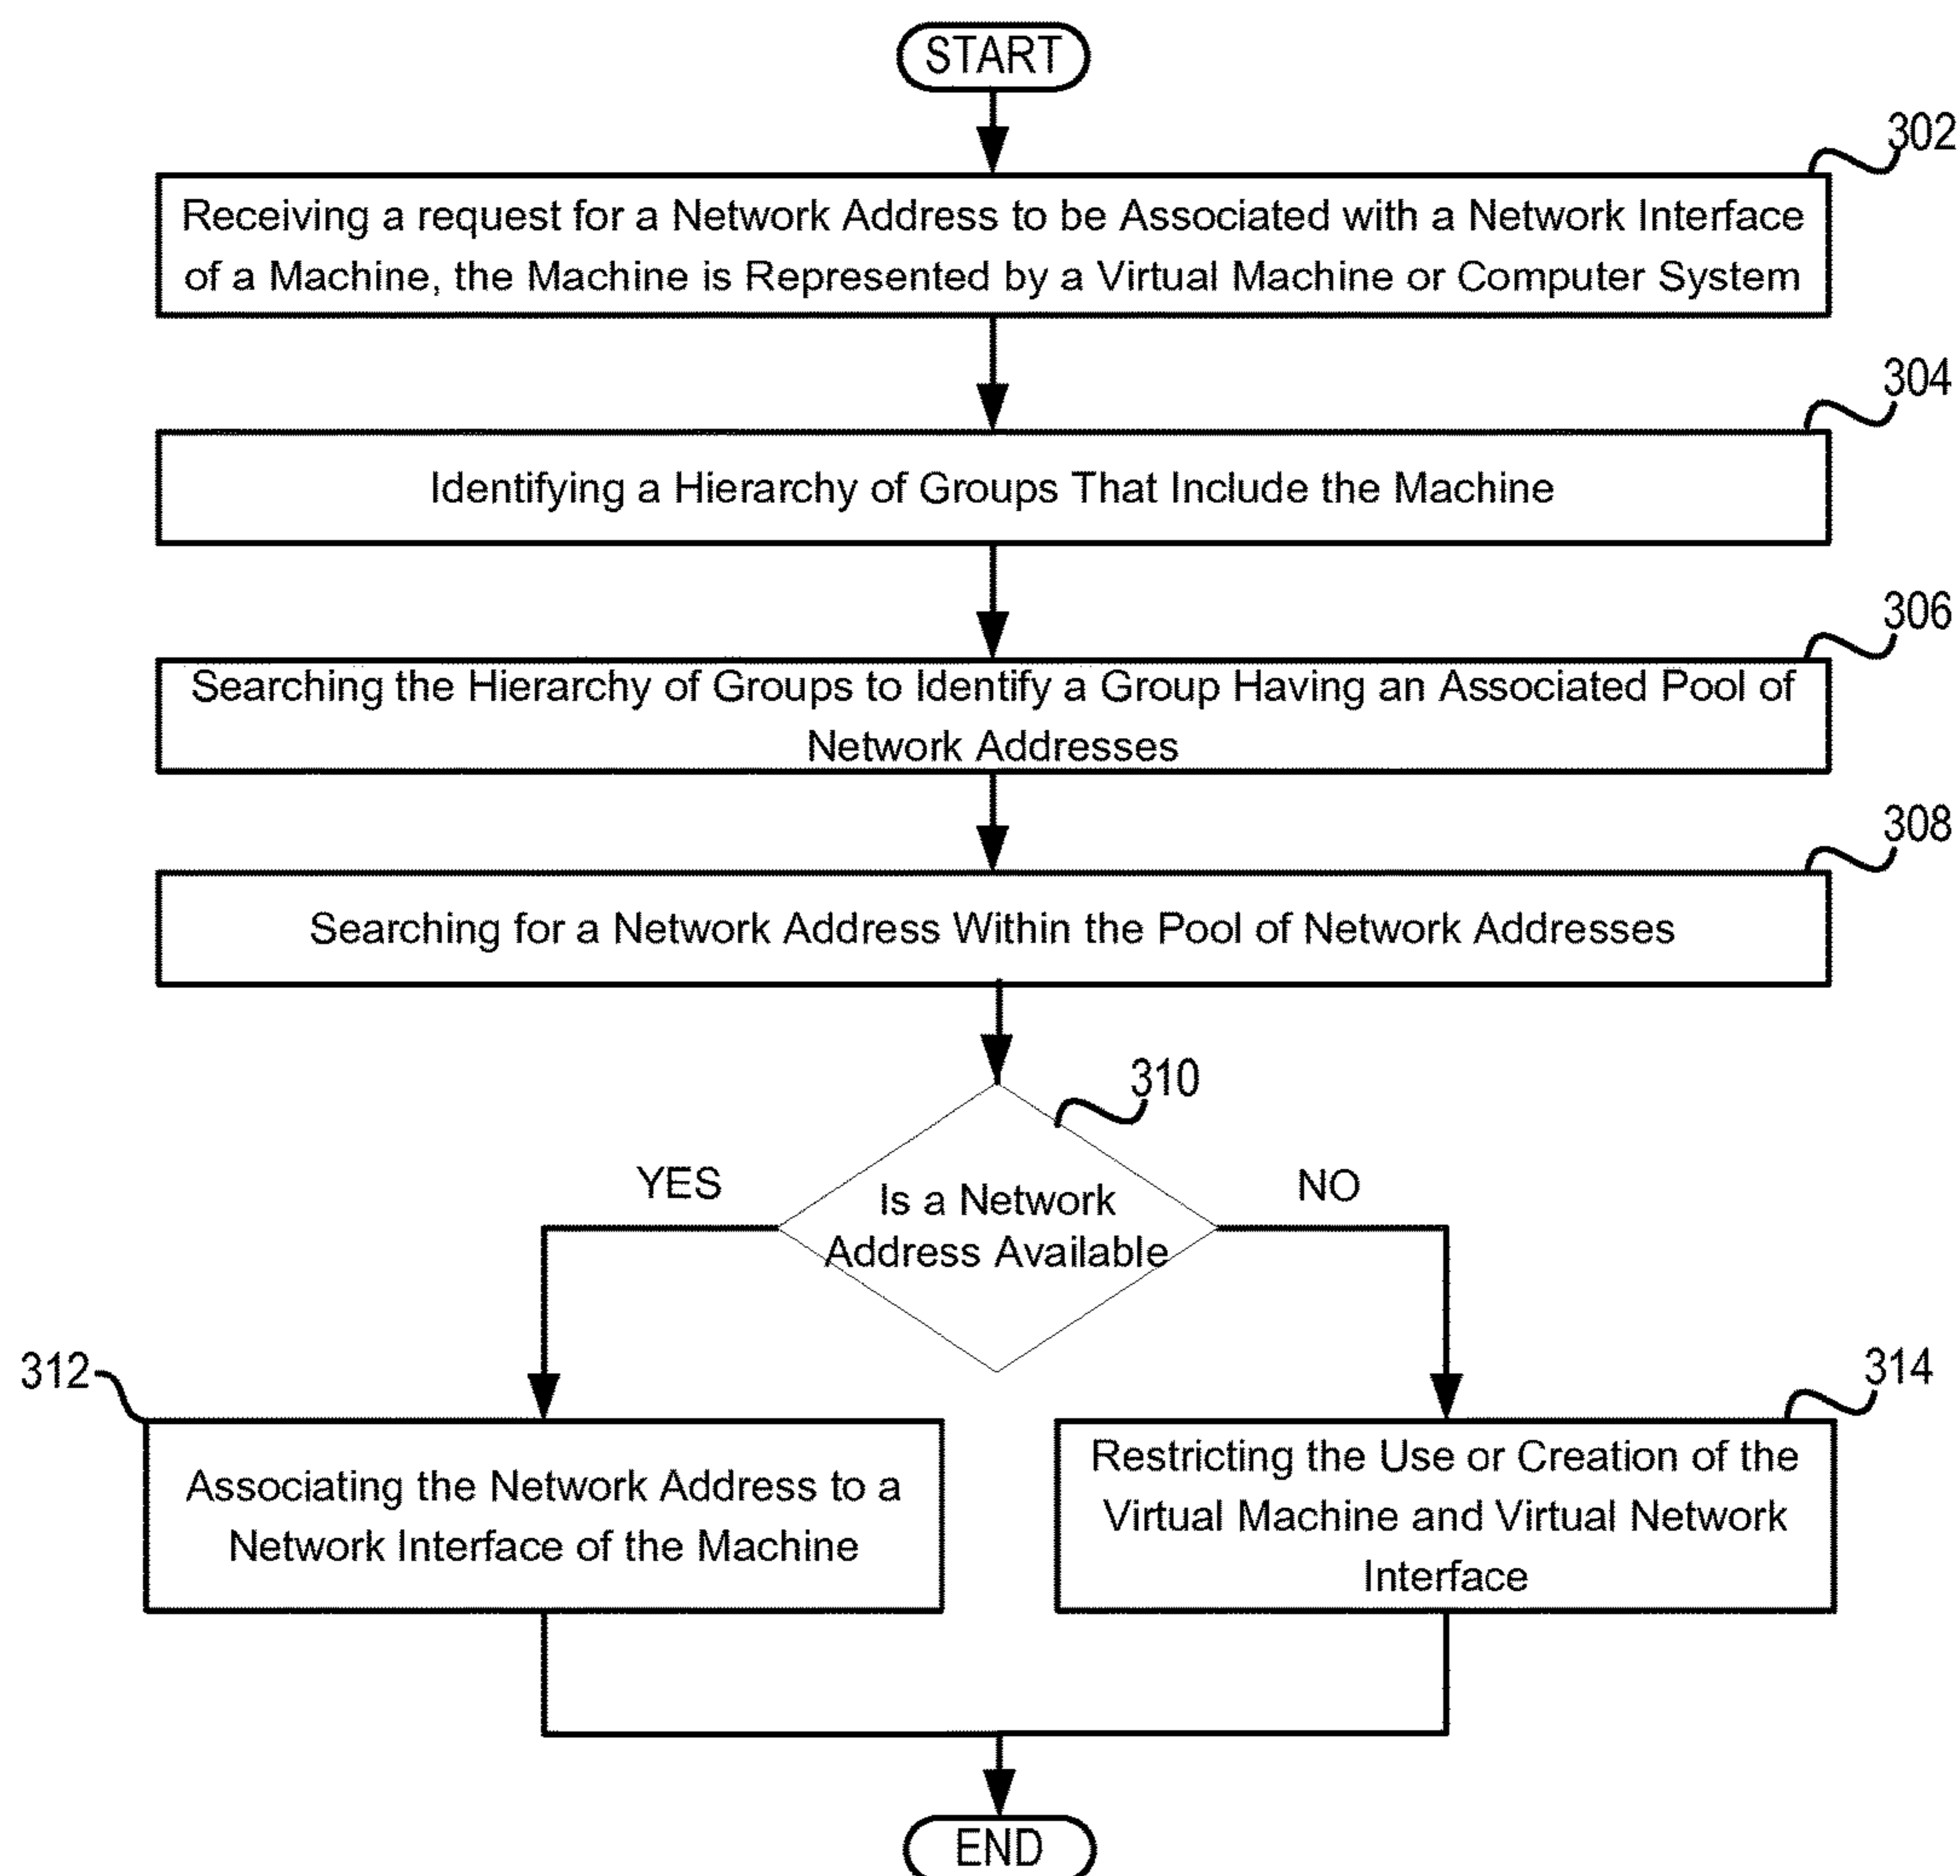 START
302
Receiving a request for a Network Address to be Associated with a Network Interface
of a Machine, the Machine is Represented by a Virtual Machine or Computer System
304
Identifying a Hierarchy of Groups That Include the Machine
306
Searching the Hierarchy of Groups to Identify a Group Having an Associated Pool of
Network Addresses
308
Searching for a Network Address Within the Pool of Network Addresses
310
YES
NO
Is a Network
Address Available
312
314
Associating the Network Address to a
Network Interface of the Machine
Restricting the Use or Creation of the
Virtual Machine and Virtual Network
Interface
END